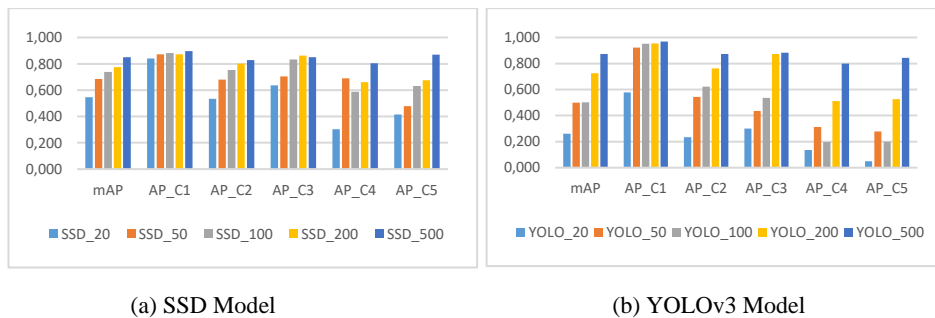 1,000
0,800
0,600
0,400
0,200
0,000
mAP AP_C1 AP_C2 AP_C3 AP_C4 AP_C5
SSD_20 SSD_50 SSD_100 SSD_200 SSD_500
(a) SSD Model
1,000
0,800
0,600
0,400
0,200
0,000
mAP AP_C1 AP_C2 AP_C3 AP_C4 AP_C5
YOLO_20 YOLO_50 YOLO_100 YOLO_200 YOLO_500
(b) YOLOv3 Model